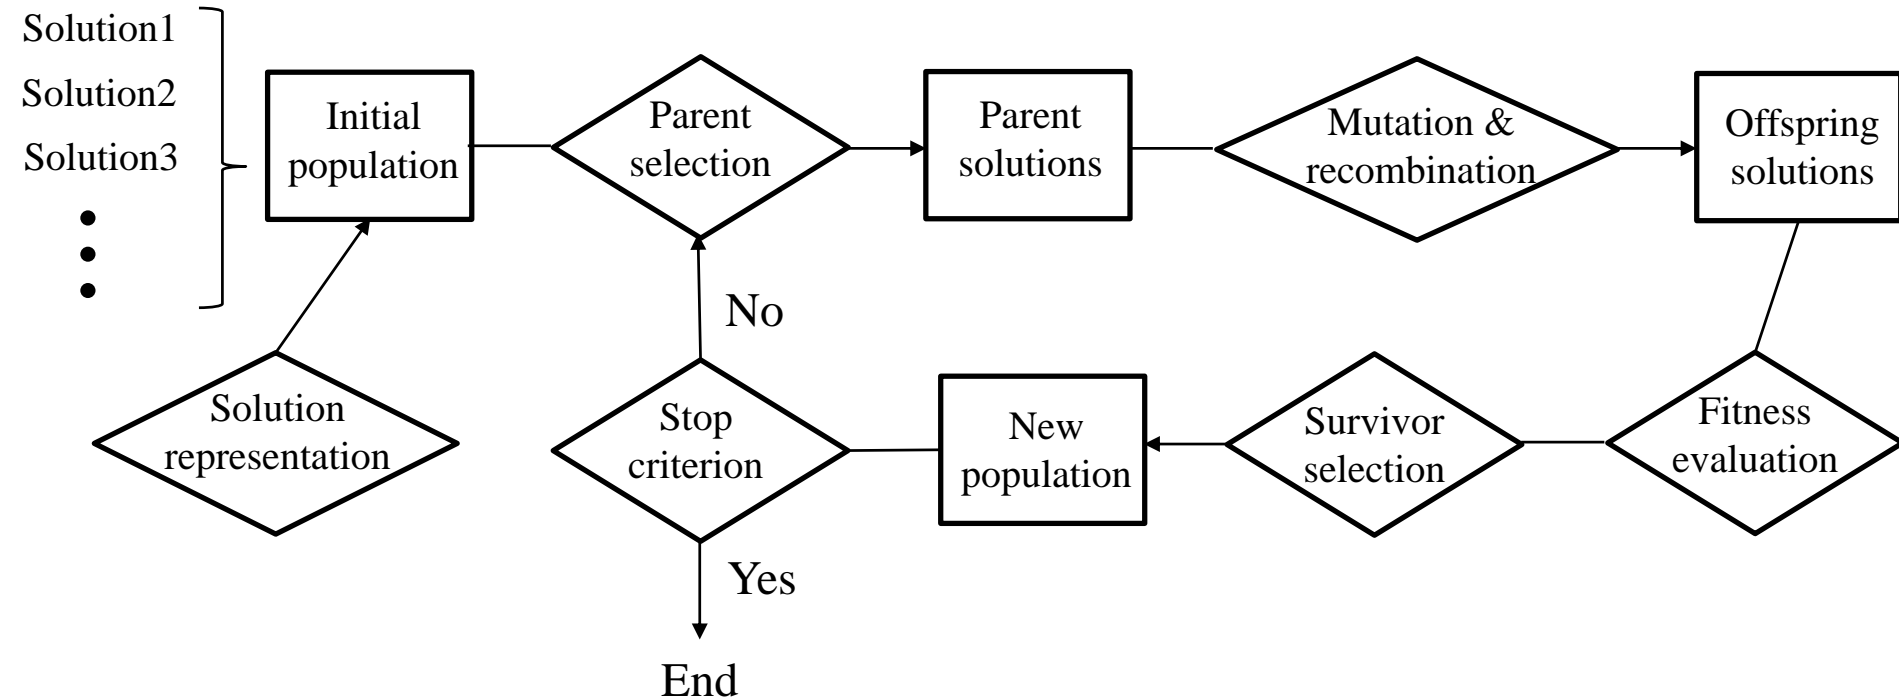 Solution1
Solution2
Solution3
Initial
population
Parent
selection
Parent
solutions
Mutation &
recombination
Offspring
solutions
No
Solution
representation
Stop
criterion
New
population
Survivor
selection
Fitness
evaluation
Yes
End